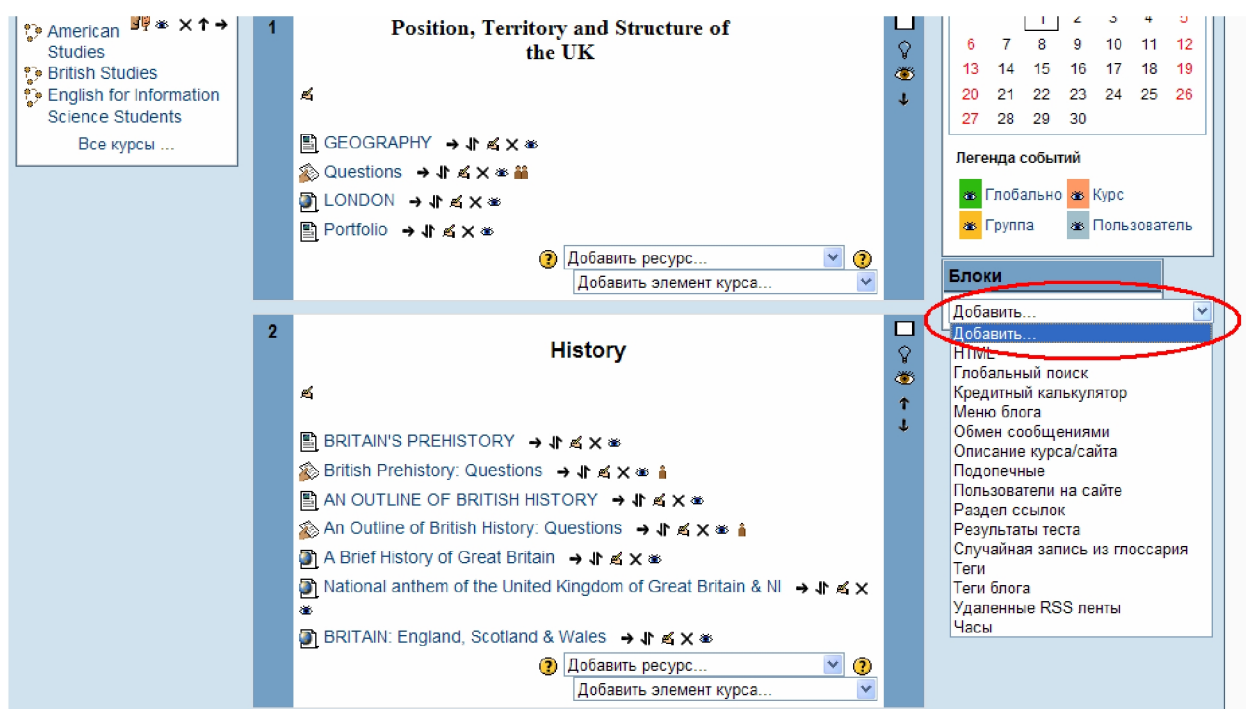 American
Studies
British Studies
English for Information
Science Students
Все курсы ...
1
Position, Territory and Structure of
the UK
GEOGRAPHY
Questions
LONDON
Portfolio
Добавить ресурс...
Добавить элемент курса...
2
History
BRITAIN'S PREHISTORY
British Prehistory: Questions
AN OUTLINE OF BRITISH HISTORY
An Outline of British History: Questions
A Brief History of Great Britain
National anthem of the United Kingdom of Great Britain & NI
BRITAIN: England, Scotland & Wales
Добавить ресурс...
Добавить элемент курса...
1 2 3 4 5
6 7 8 9 10 11 12
13 14 15 16 17 18 19
20 21 22 23 24 25 26
27 28 29 30
Легенда событий
Глобально Курс
Группа Пользователь
Блоки
Добавить...
Добавить...
HTML
Глобальный поиск
Кредитный калькулятор
Меню блога
Обмен сообщениями
Описание курса/сайта
Подопечные
Пользователи на сайте
Раздел ссылок
Результаты теста
Случайная запись из глоссария
Теги
Теги блога
Удаленные RSS ленты
Часы